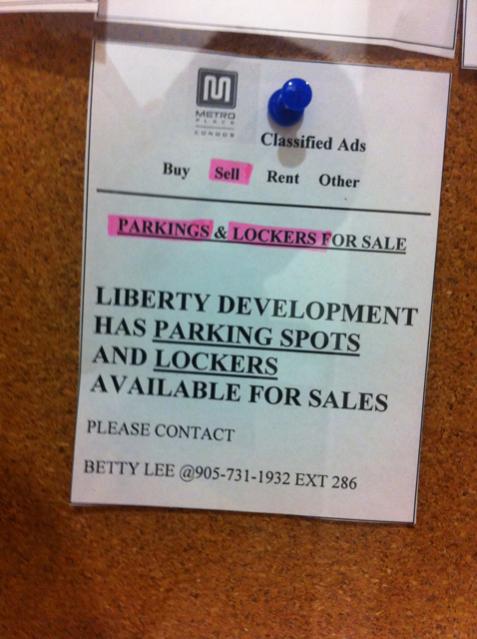 METRO
PLACE
CONDOS
Classified Ads
Buy Sell Rent Other
PARKINGS & LOCKERS FOR SALE
LIBERTY DEVELOPMENT
HAS PARKING SPOTS
AND LOCKERS
AVAILABLE FOR SALES
PLEASE CONTACT
BETTY LEE @905-731-1932 EXT 286